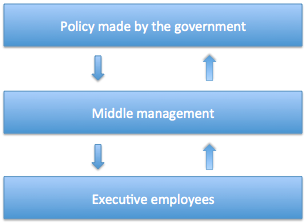 Policy made by the government
Middle management
Executive employees